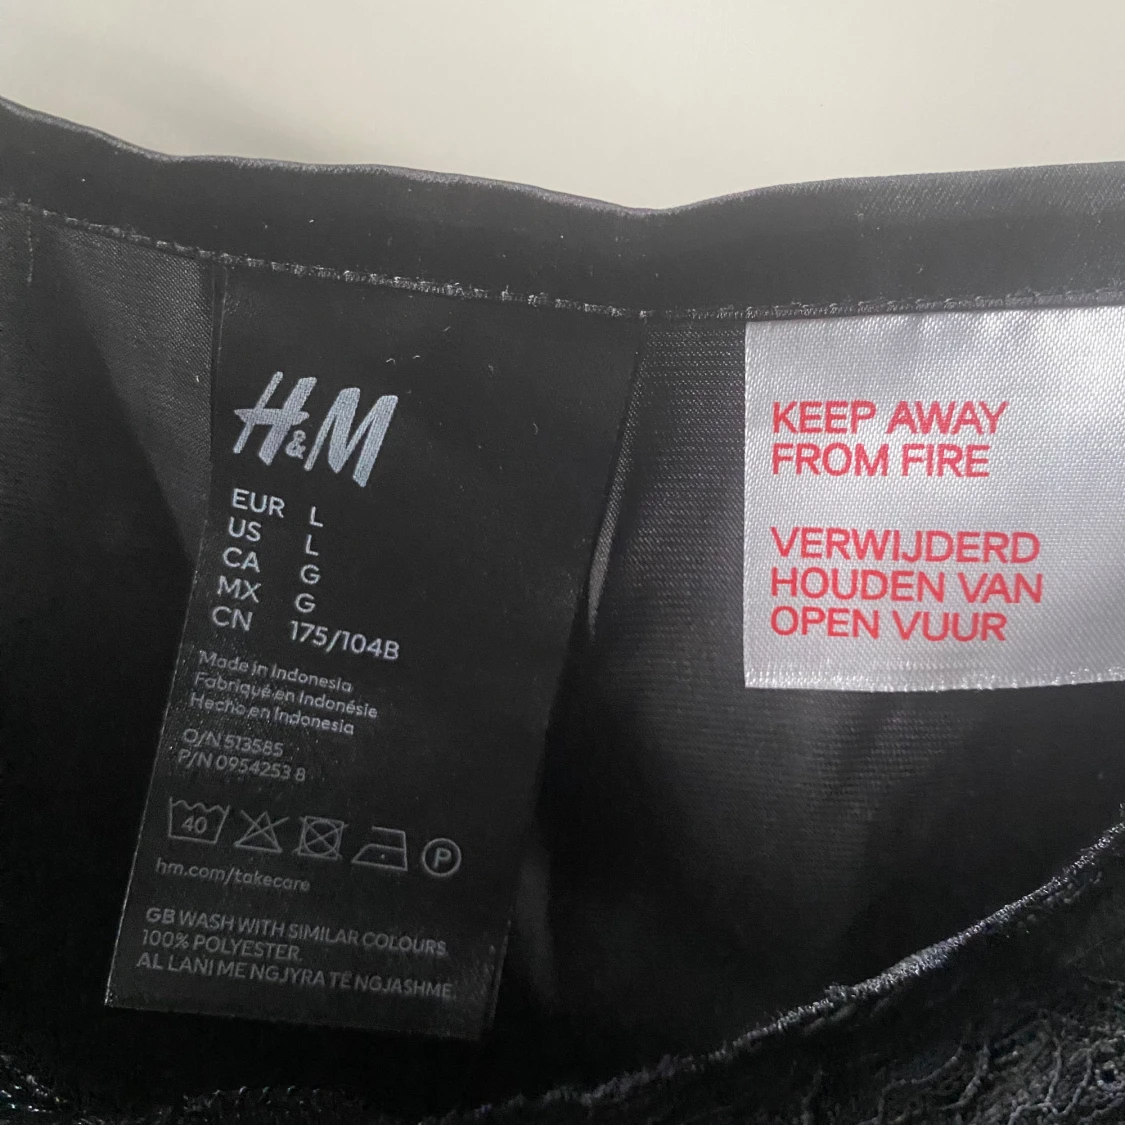 H&M
EUR L
US L
CA G
MX G
CN 175/104B
Made in Indonesia
Fabriqué en Indonésie
Hecho en Indonesia
O/N 513585
P/N 0954253 8
40
P
hm.com/takecare
GB WASH WITH SIMILAR COLOURS
100% POLYESTER
AL LANI ME NGJYRA TË NGJASHME.
KEEP AWAY
FROM FIRE
VERWIJDERD
HOUDEN VAN
OPEN VUUR